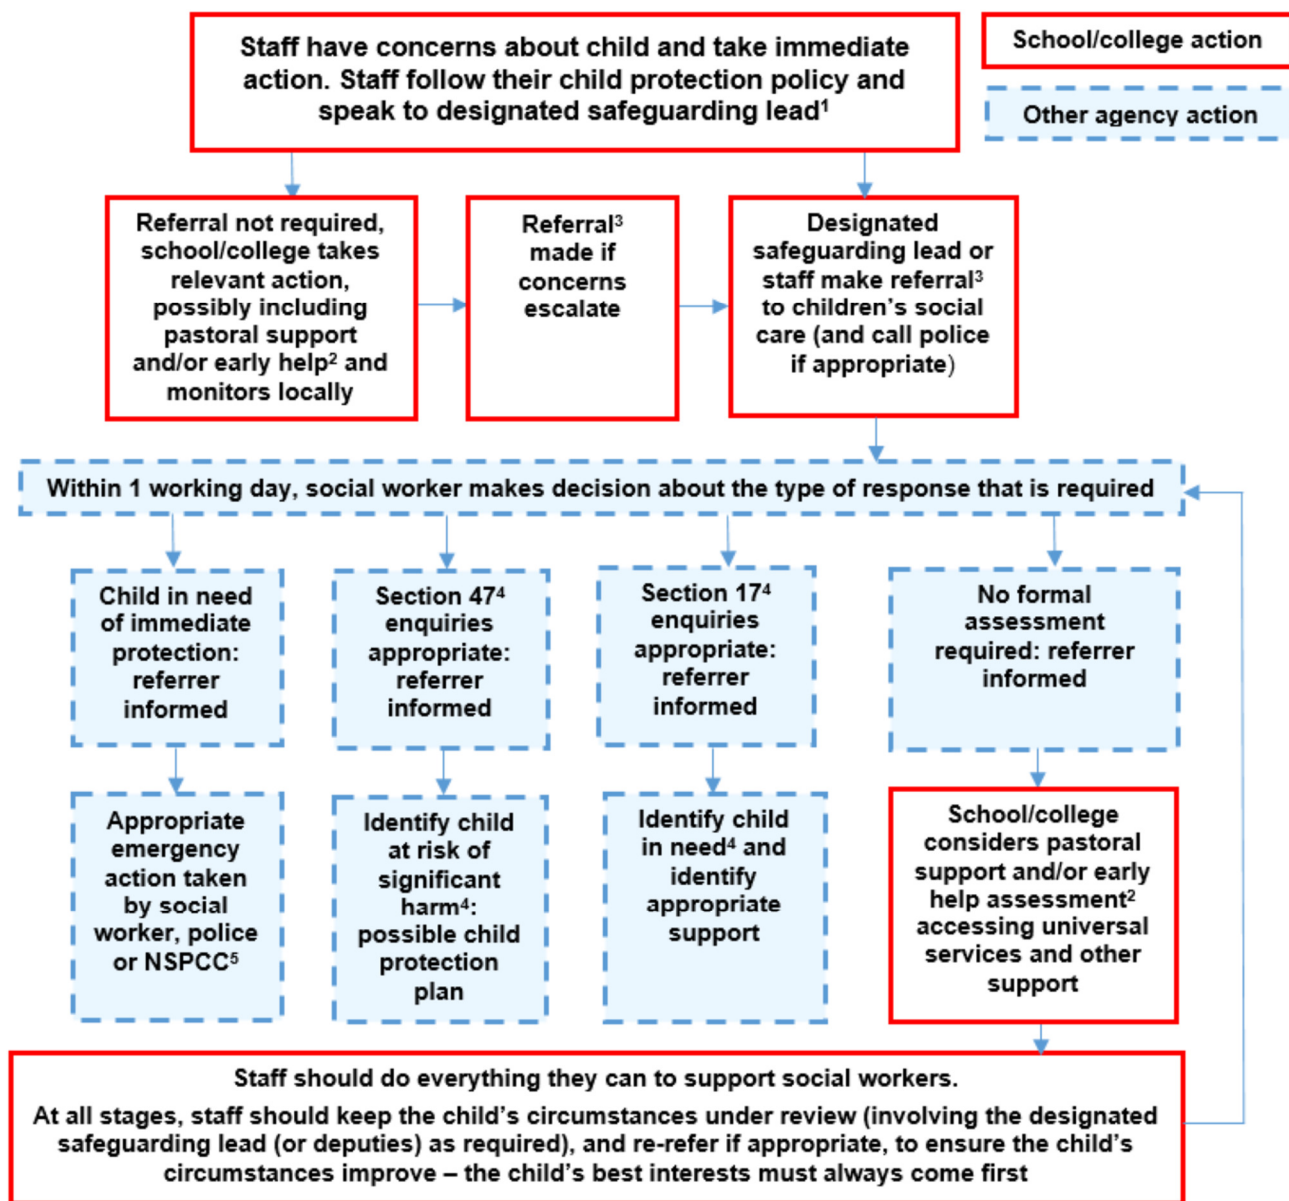 Staff have concerns about child and take immediate
action. Staff follow their child protection policy and
speak to designated safeguarding lead¹
School/college action
Other agency action
Referral not required,
school/college takes
relevant action,
possibly including
pastoral support
and/or early help² and
monitors locally
Referral³
made if
concerns
escalate
Designated
safeguarding lead or
staff make referral³
to children’s social
care (and call police
if appropriate)
Within 1 working day, social worker makes decision about the type of response that is required
Child in need
of immediate
protection:
referrer
informed
Section 47⁴
enquiries
appropriate:
referrer
informed
Section 17⁴
enquiries
appropriate:
referrer
informed
No formal
assessment
required: referrer
informed
Appropriate
emergency
action taken
by social
worker, police
or NSPCC⁵
Identify child
at risk of
significant
harm⁴:
possible child
protection
plan
Identify child
in need⁴ and
identify
appropriate
support
School/college
considers pastoral
support and/or early
help assessment²
accessing universal
services and other
support
Staff should do everything they can to support social workers.
At all stages, staff should keep the child’s circumstances under review (involving the designated
safeguarding lead (or deputies) as required), and re-refer if appropriate, to ensure the child’s
circumstances improve – the child’s best interests must always come first